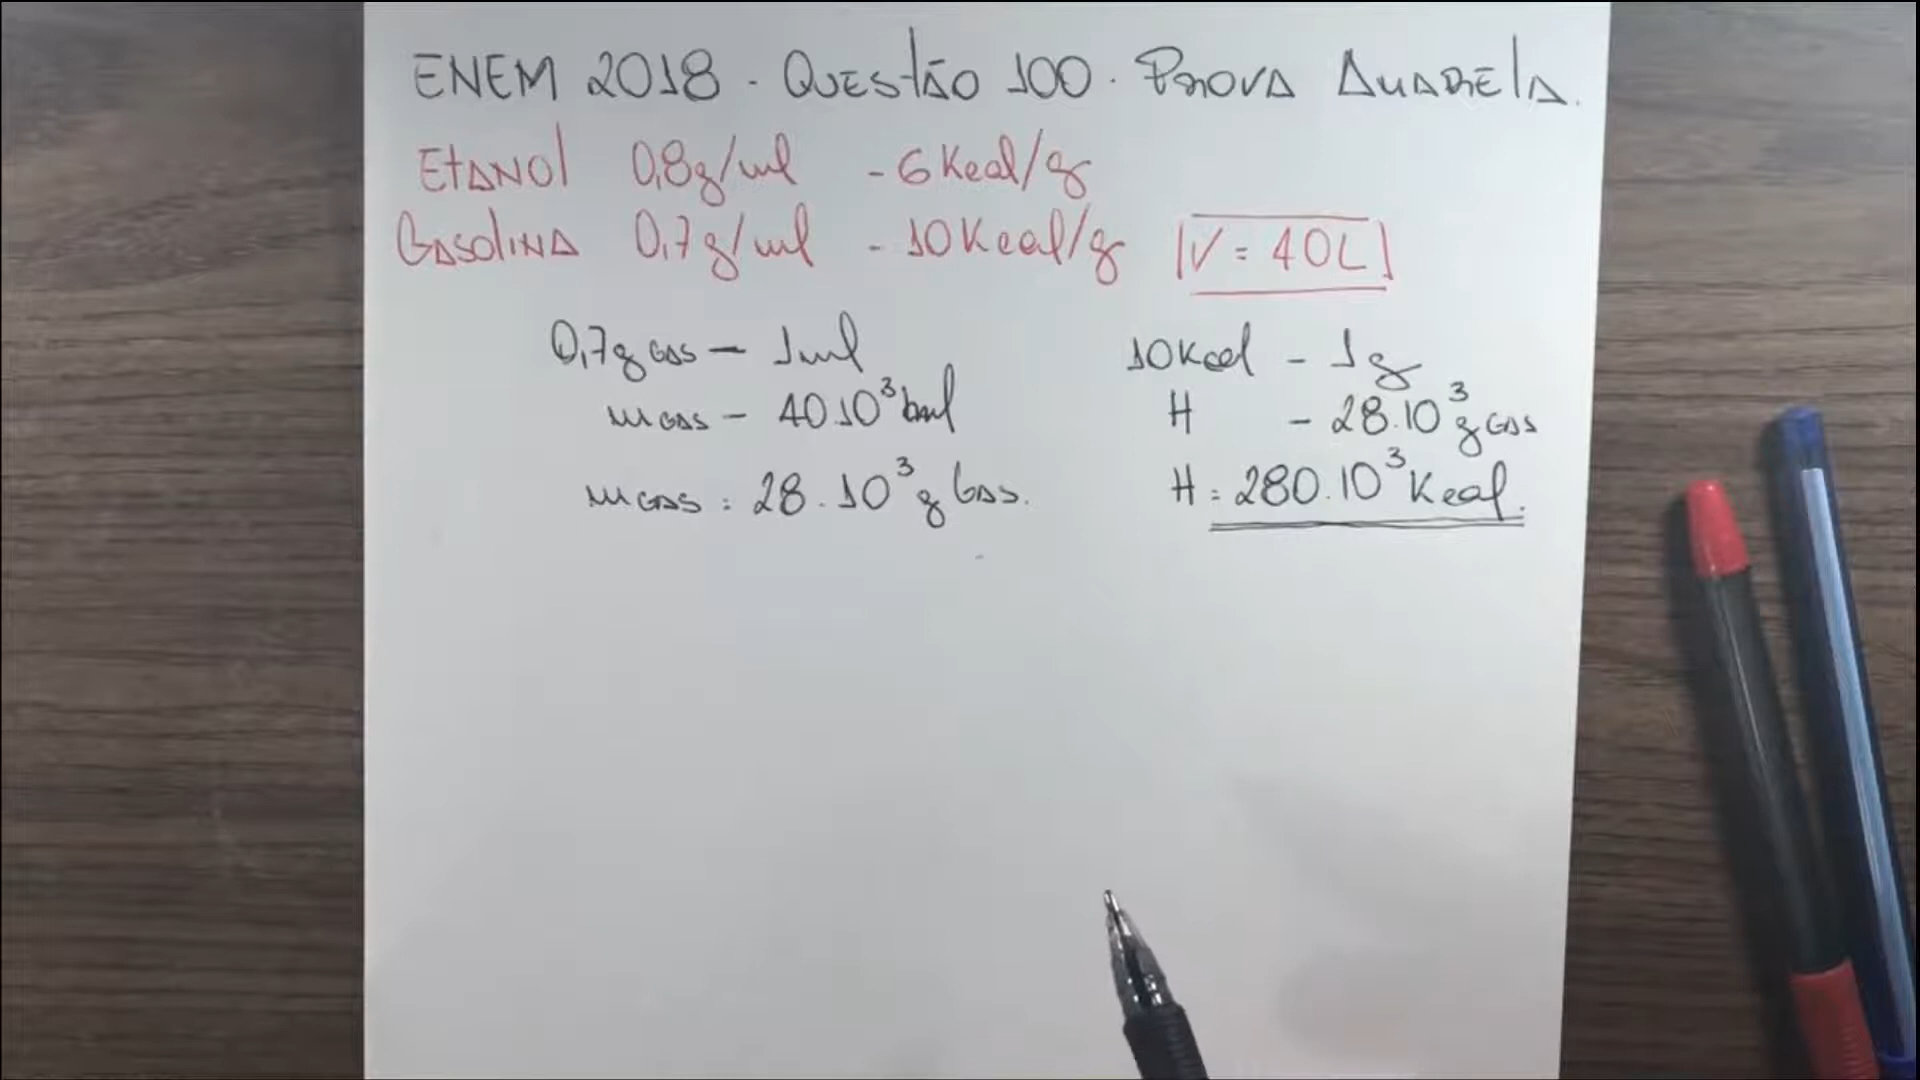 ENEM 2018 . QUEStÃO 100 . PROVA AMARElA.
EtANOl 0,8g/ml - 6 Kcal/g
GASOlINA 0,7g/ml - 10 Kcal/g |V = 40L|
0,7g GAS — 1ml
10Kcal - 1g
mGAS - 40.10³ ml
H - 28.10³ g GAS
mGAS = 28.10³ g GAS.
H = 280.10³ Kcal.